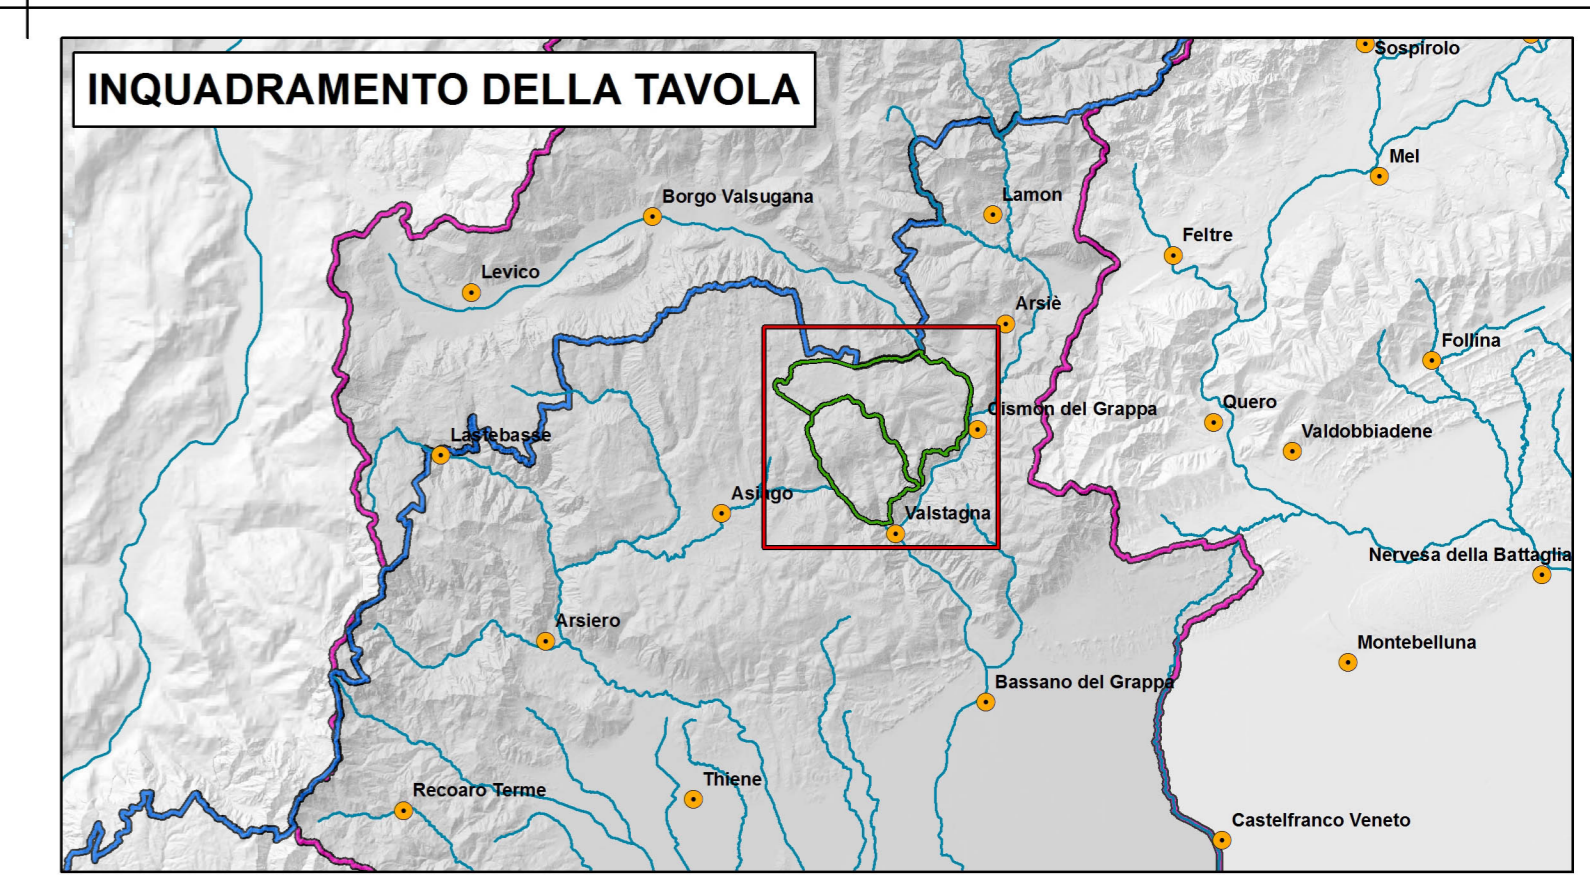 INQUADRAMENTO DELLA TAVOLA
Sospirolo
Mel
Borgo Valsugana
Lamon
Feltre
Levico
Arsiè
Follina
Cismon del Grappa
Quero
Valdobbiadene
Lastebasse
Asiago
Valstagna
Nervesa della Battaglia
Arsiero
Montebelluna
Bassano del Grappa
Thiene
Recoaro Terme
Castelfranco Veneto